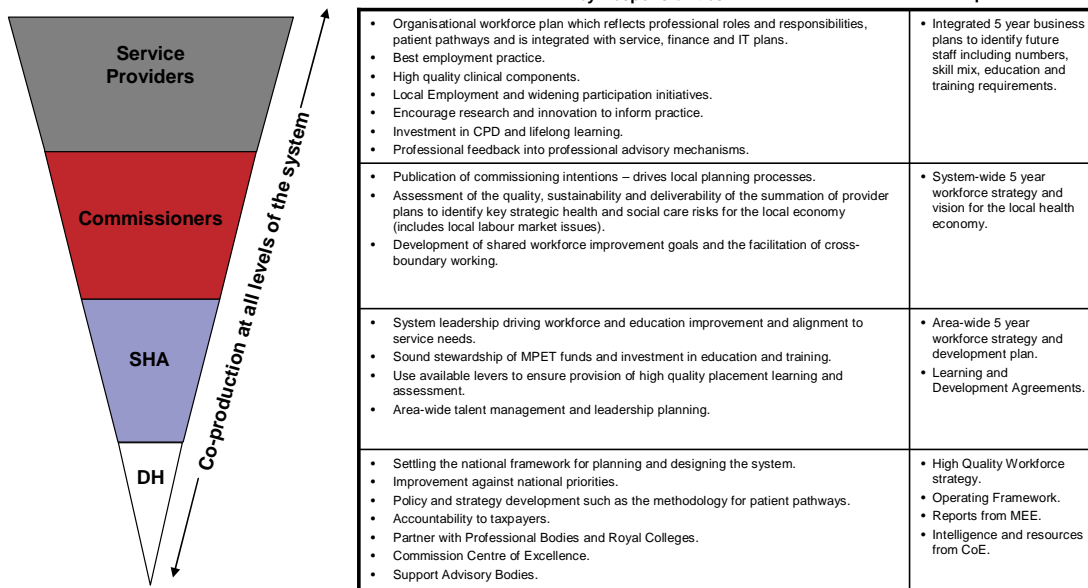 Service
Providers
Commissioners
SHA
DH
Co-production at all levels of the system
• Organisational workforce plan which reflects professional roles and responsibilities,
patient pathways and is integrated with service, finance and IT plans.
• Best employment practice.
• High quality clinical components.
• Local Employment and widening participation initiatives.
• Encourage research and innovation to inform practice.
• Investment in CPD and lifelong learning.
• Professional feedback into professional advisory mechanisms.
• Integrated 5 year business
plans to identify future
staff including numbers,
skill mix, education and
training requirements.
• Publication of commissioning intentions – drives local planning processes.
• Assessment of the quality, sustainability and deliverability of the summation of provider
plans to identify key strategic health and social care risks for the local economy
(includes local labour market issues).
• Development of shared workforce improvement goals and the facilitation of cross-
boundary working.
• System-wide 5 year
workforce strategy and
vision for the local health
economy.
• System leadership driving workforce and education improvement and alignment to
service needs.
• Sound stewardship of MPET funds and investment in education and training.
• Use available levers to ensure provision of high quality placement learning and
assessment.
• Area-wide talent management and leadership planning.
• Area-wide 5 year
workforce strategy and
development plan.
• Learning and
Development Agreements.
• Settling the national framework for planning and designing the system.
• Improvement against national priorities.
• Policy and strategy development such as the methodology for patient pathways.
• Accountability to taxpayers.
• Partner with Professional Bodies and Royal Colleges.
• Commission Centre of Excellence.
• Support Advisory Bodies.
• High Quality Workforce
strategy.
• Operating Framework.
• Reports from MEE.
• Intelligence and resources
from CoE.